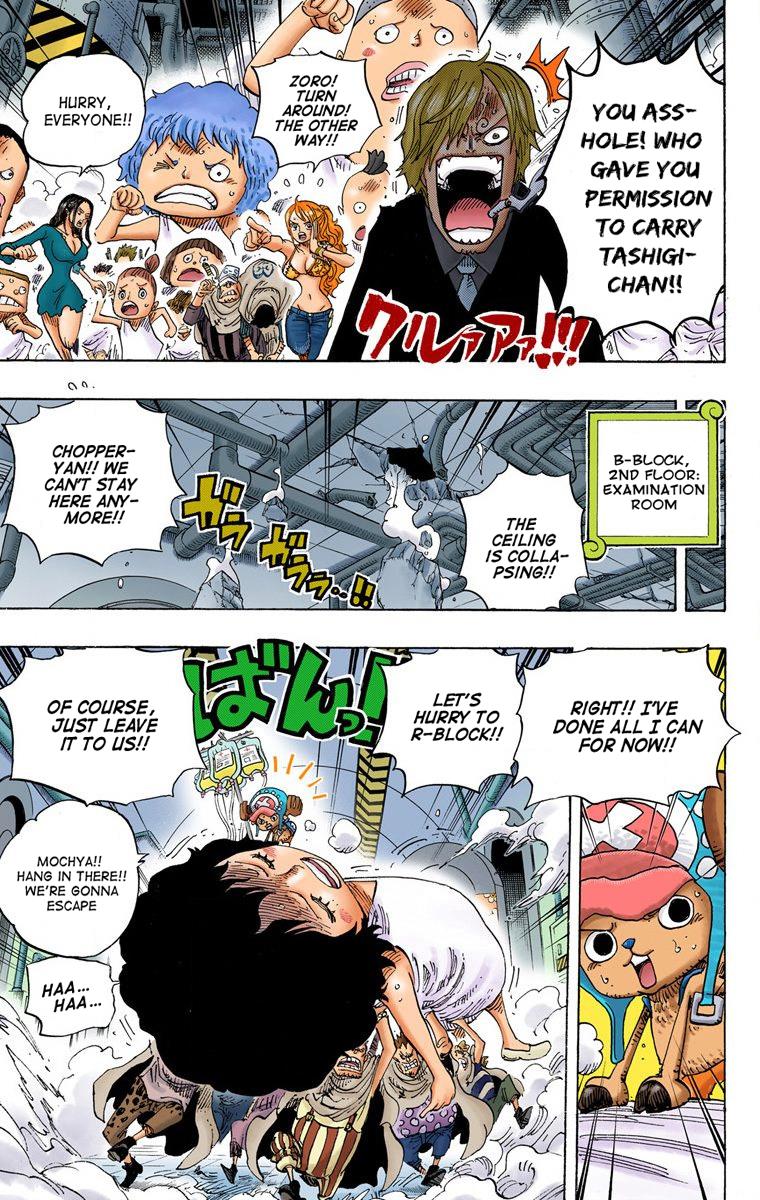 YOU ASS-
HOLE! WHO
GAVE YOU
PERMISSION
TO CARRY
TASHIGI-
CHAN!!
ZORO!
TURN
AROUND!
THE OTHER
WAY!!
HURRY,
EVERYONE!!
クルァアァ!!!
B-BLOCK,
2ND FLOOR:
EXAMINATION
ROOM
THE
CEILING
IS COLLA-
PSING!!
ガラ
ガララ..!!
CHOPPER-
YAN!! WE
CAN'T STAY
HERE ANY-
MORE!!
RIGHT!! I'VE
DONE ALL I CAN
FOR NOW!!
LET'S
HURRY TO
R-BLOCK!!
ばんっ!
OF COURSE,
JUST LEAVE
IT TO US!!
MOCHYA!!
HANG IN THERE!!
WE'RE GONNA
ESCAPE
HAA...
HAA...